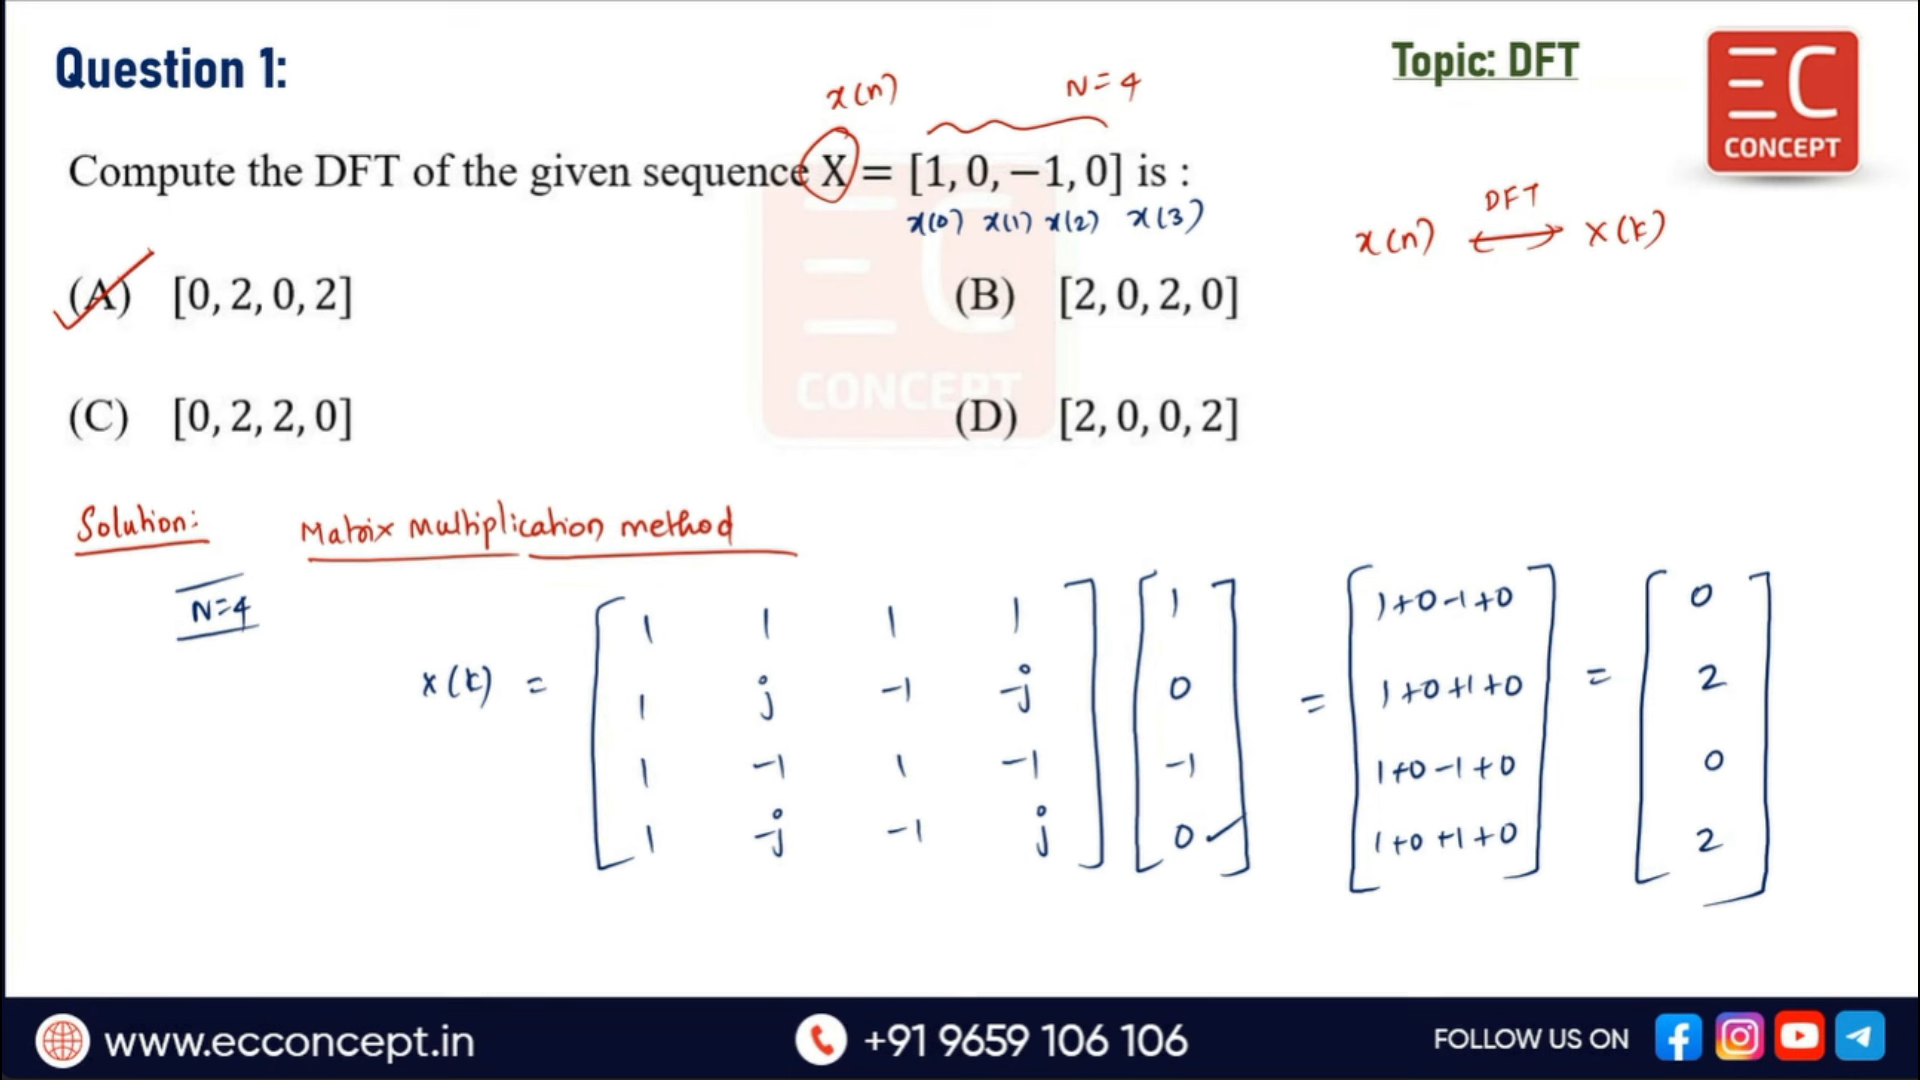 Question 1:
Topic: DFT
EC
CONCEPT
x(n)
N=4
Compute the DFT of the given sequence X = [1, 0, −1, 0] is :
x(0) x(1) x(2) x(3)
x(n) DFT ⟷ X(k)
(A) [0, 2, 0, 2]
(B) [2, 0, 2, 0]
(C) [0, 2, 2, 0]
(D) [2, 0, 0, 2]
EC
CONCEPT
Solution: Matrix multiplication method
N=4
X(k) =
1 1 1 1
1 j -1 -j
1 -1 1 -1
1 -j -1 j
1
0
-1
0
=
1+0-1+0
1+0+1+0
1+0-1+0
1+0+1+0
=
0
2
0
2
www.ecconcept.in
+91 9659 106 106
FOLLOW US ON